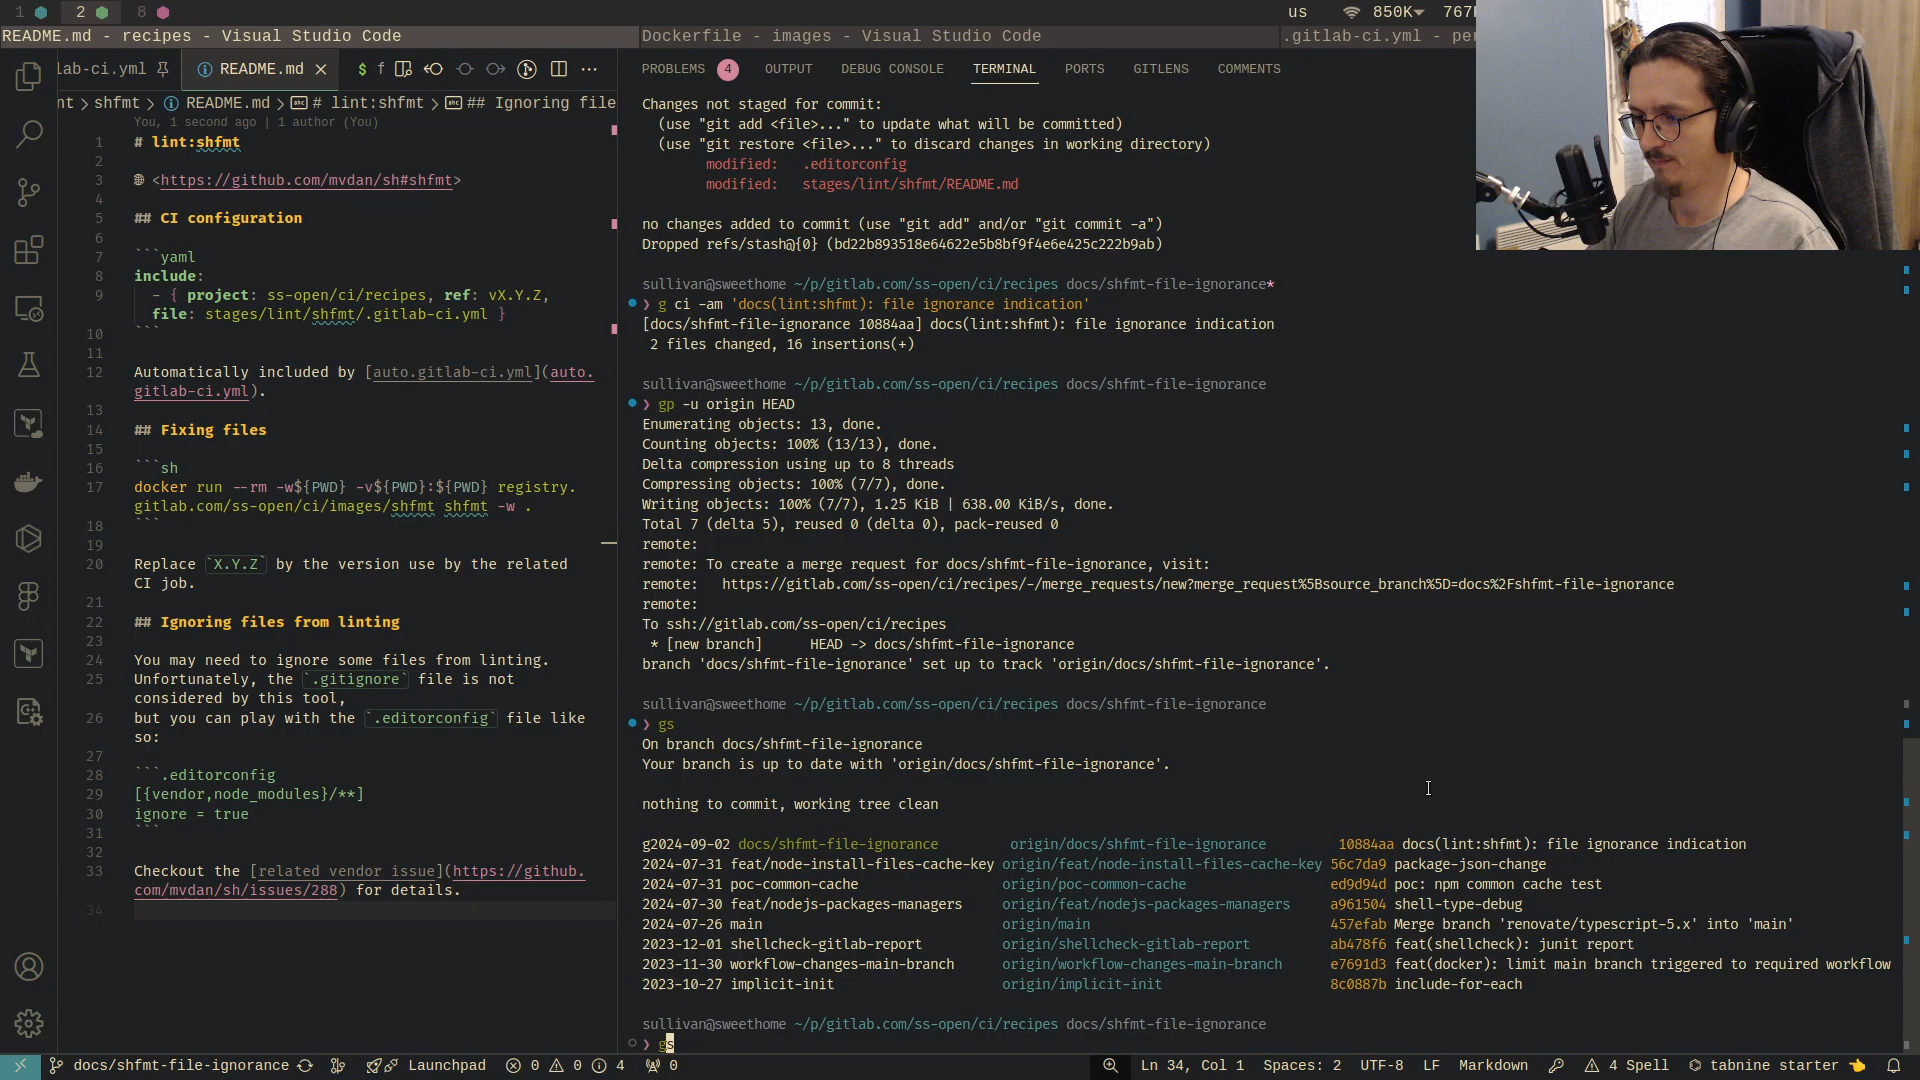 1 2 8
us 850K 767K
README.md - recipes - Visual Studio Code
Dockerfile - images - Visual Studio Code
.gitlab-ci.yml - per
lab-ci.yml README.md $ f
nt > shfmt > README.md > # lint:shfmt > ## Ignoring file
You, 1 second ago | 1 author (You)
1 # lint:shfmt
2
3 🌐 <https://github.com/mvdan/sh#shfmt>
4
5 ## CI configuration
6
7 ```yaml
8 include:
9 - { project: ss-open/ci/recipes, ref: vX.Y.Z,
file: stages/lint/shfmt/.gitlab-ci.yml }
10 ```
11
12 Automatically included by [auto.gitlab-ci.yml](auto.
gitlab-ci.yml).
13
14 ## Fixing files
15
16 ```sh
17 docker run --rm -w${PWD} -v${PWD}:${PWD} registry.
gitlab.com/ss-open/ci/images/shfmt shfmt -w .
18 ```
19
20 Replace `X.Y.Z` by the version use by the related
CI job.
21
22 ## Ignoring files from linting
23
24 You may need to ignore some files from linting.
25 Unfortunately, the `.gitignore` file is not
considered by this tool,
26 but you can play with the `.editorconfig` file like
so:
27
28 ```.editorconfig
29 [{vendor,node_modules}/**]
30 ignore = true
31 ```
32
33 Checkout the [related vendor issue](https://github.
com/mvdan/sh/issues/288) for details.
34
PROBLEMS 4 OUTPUT DEBUG CONSOLE TERMINAL PORTS GITLENS COMMENTS
Changes not staged for commit:
(use "git add <file>..." to update what will be committed)
(use "git restore <file>..." to discard changes in working directory)
modified: .editorconfig
modified: stages/lint/shfmt/README.md
no changes added to commit (use "git add" and/or "git commit -a")
Dropped refs/stash@{0} (bd22b893518e64622e5b8bf9f4e6e425c222b9ab)
sullivan@sweethome ~/p/gitlab.com/ss-open/ci/recipes docs/shfmt-file-ignorance*
❯ g ci -am 'docs(lint:shfmt): file ignorance indication'
[docs/shfmt-file-ignorance 10884aa] docs(lint:shfmt): file ignorance indication
2 files changed, 16 insertions(+)
sullivan@sweethome ~/p/gitlab.com/ss-open/ci/recipes docs/shfmt-file-ignorance
❯ gp -u origin HEAD
Enumerating objects: 13, done.
Counting objects: 100% (13/13), done.
Delta compression using up to 8 threads
Compressing objects: 100% (7/7), done.
Writing objects: 100% (7/7), 1.25 KiB | 638.00 KiB/s, done.
Total 7 (delta 5), reused 0 (delta 0), pack-reused 0
remote:
remote: To create a merge request for docs/shfmt-file-ignorance, visit:
remote: https://gitlab.com/ss-open/ci/recipes/-/merge_requests/new?merge_request%5Bsource_branch%5D=docs%2Fshfmt-file-ignorance
remote:
To ssh://gitlab.com/ss-open/ci/recipes
* [new branch] HEAD -> docs/shfmt-file-ignorance
branch 'docs/shfmt-file-ignorance' set up to track 'origin/docs/shfmt-file-ignorance'.
sullivan@sweethome ~/p/gitlab.com/ss-open/ci/recipes docs/shfmt-file-ignorance
❯ gs
On branch docs/shfmt-file-ignorance
Your branch is up to date with 'origin/docs/shfmt-file-ignorance'.
nothing to commit, working tree clean
g2024-09-02 docs/shfmt-file-ignorance origin/docs/shfmt-file-ignorance 10884aa docs(lint:shfmt): file ignorance indication
2024-07-31 feat/node-install-files-cache-key origin/feat/node-install-files-cache-key 56c7da9 package-json-change
2024-07-31 poc-common-cache origin/poc-common-cache ed9d94d poc: npm common cache test
2024-07-30 feat/nodejs-packages-managers origin/feat/nodejs-packages-managers a961504 shell-type-debug
2024-07-26 main origin/main 457efab Merge branch 'renovate/typescript-5.x' into 'main'
2023-12-01 shellcheck-gitlab-report origin/shellcheck-gitlab-report ab478f6 feat(shellcheck): junit report
2023-11-30 workflow-changes-main-branch origin/workflow-changes-main-branch e7691d3 feat(docker): limit main branch triggered to required workflow
2023-10-27 implicit-init origin/implicit-init 8c0887b include-for-each
sullivan@sweethome ~/p/gitlab.com/ss-open/ci/recipes docs/shfmt-file-ignorance
❯ gs
docs/shfmt-file-ignorance Launchpad 0 0 4 0 Ln 34, Col 1 Spaces: 2 UTF-8 LF Markdown 4 Spell tabnine starter